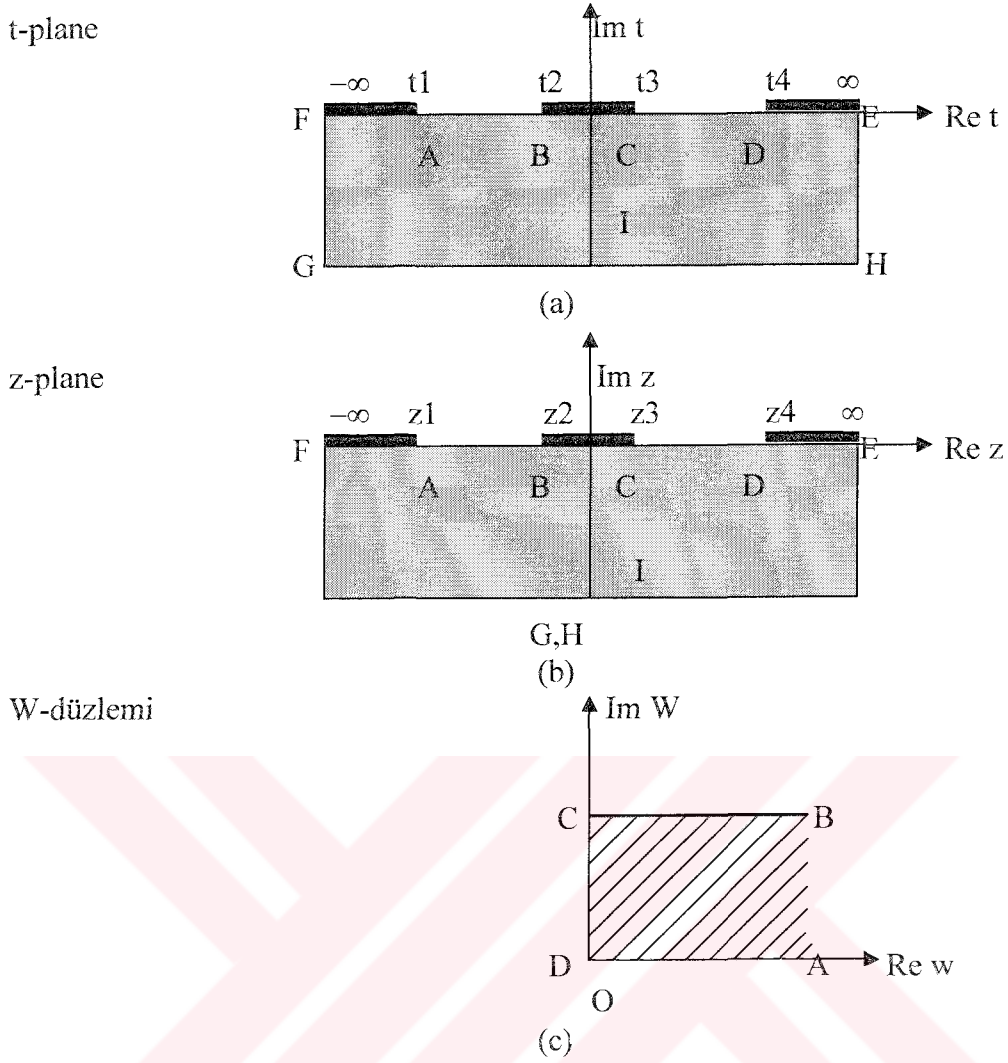 t-plane
Im t
−∞ t1 t2 t3 t4 ∞
F E Re t
A B C D
I
G H
(a)
z-plane
Im z
−∞ z1 z2 z3 z4 ∞
F E Re z
A B C D
I
G,H
(b)
W-düzlemi
Im W
C B
D A Re w
O
(c)